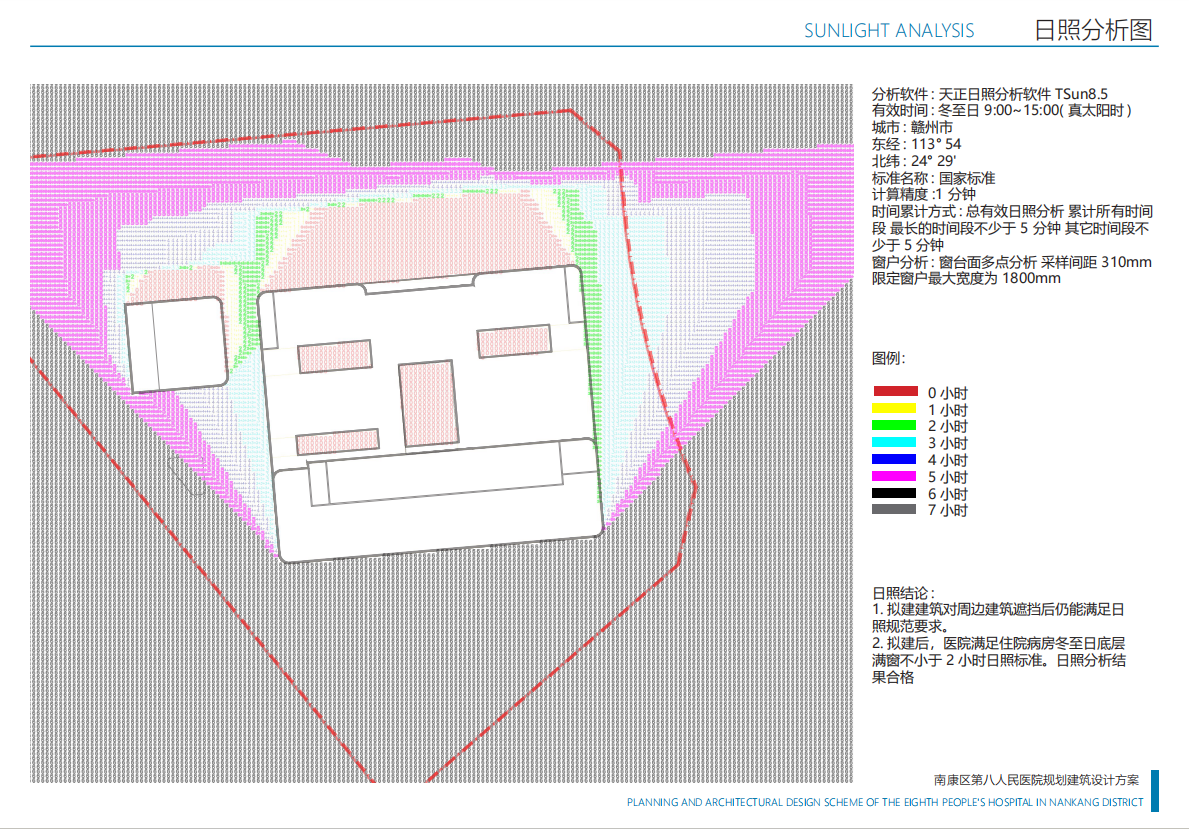 SUNLIGHT ANALYSIS 日照分析图
分析软件 : 天正日照分析软件 TSun8.5
有效时间 : 冬至日 9:00~15:00( 真太阳时 )
城市 : 赣州市
东经 : 113° 54
北纬 : 24° 29'
标准名称 : 国家标准
计算精度 :1 分钟
时间累计方式 : 总有效日照分析 累计所有时间
段 最长的时间段不少于 5 分钟 其它时间段不
少于 5 分钟
窗户分析 : 窗台面多点分析 采样间距 310mm
限定窗户最大宽度为 1800mm
图例:
0 小时
1 小时
2 小时
3 小时
4 小时
5 小时
6 小时
7 小时
日照结论 :
1. 拟建建筑对周边建筑遮挡后仍能满足日
照规范要求。
2. 拟建后，医院满足住院病房冬至日底层
满窗不小于 2 小时日照标准。日照分析结
果合格
南康区第八人民医院规划建筑设计方案
PLANNING AND ARCHITECTURAL DESIGN SCHEME OF THE EIGHTH PEOPLE'S HOSPITAL IN NANKANG DISTRICT